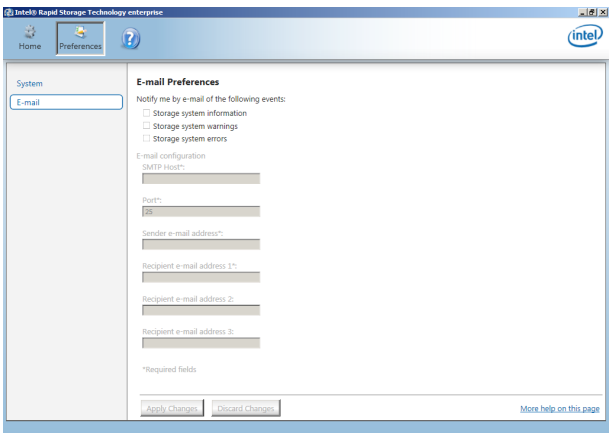 Intel® Rapid Storage Technology enterprise
Home
Preferences
?
intel
System
E-mail
E-mail Preferences
Notify me by e-mail of the following events:
Storage system information
Storage system warnings
Storage system errors
E-mail configuration
SMTP Host*:
Port*:
25
Sender e-mail address*:
Recipient e-mail address 1*:
Recipient e-mail address 2:
Recipient e-mail address 3:
*Required fields
Apply Changes
Discard Changes
More help on this page